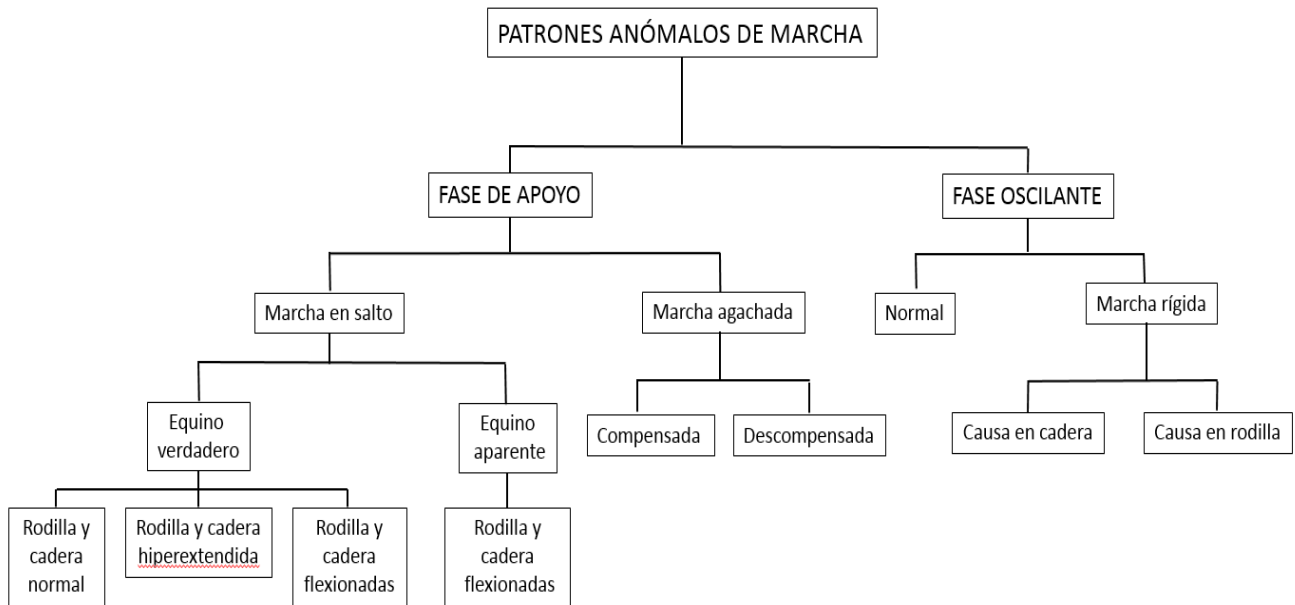 PATRONES ANÓMALOS DE MARCHA
FASE DE APOYO
FASE OSCILANTE
Marcha en salto
Marcha agachada
Normal
Marcha rígida
Equino
verdadero
Equino
aparente
Compensada
Descompensada
Causa en cadera
Causa en rodilla
Rodilla y
cadera
normal
Rodilla y cadera
hiperextendida
Rodilla y
cadera
flexionadas
Rodilla y
cadera
flexionadas